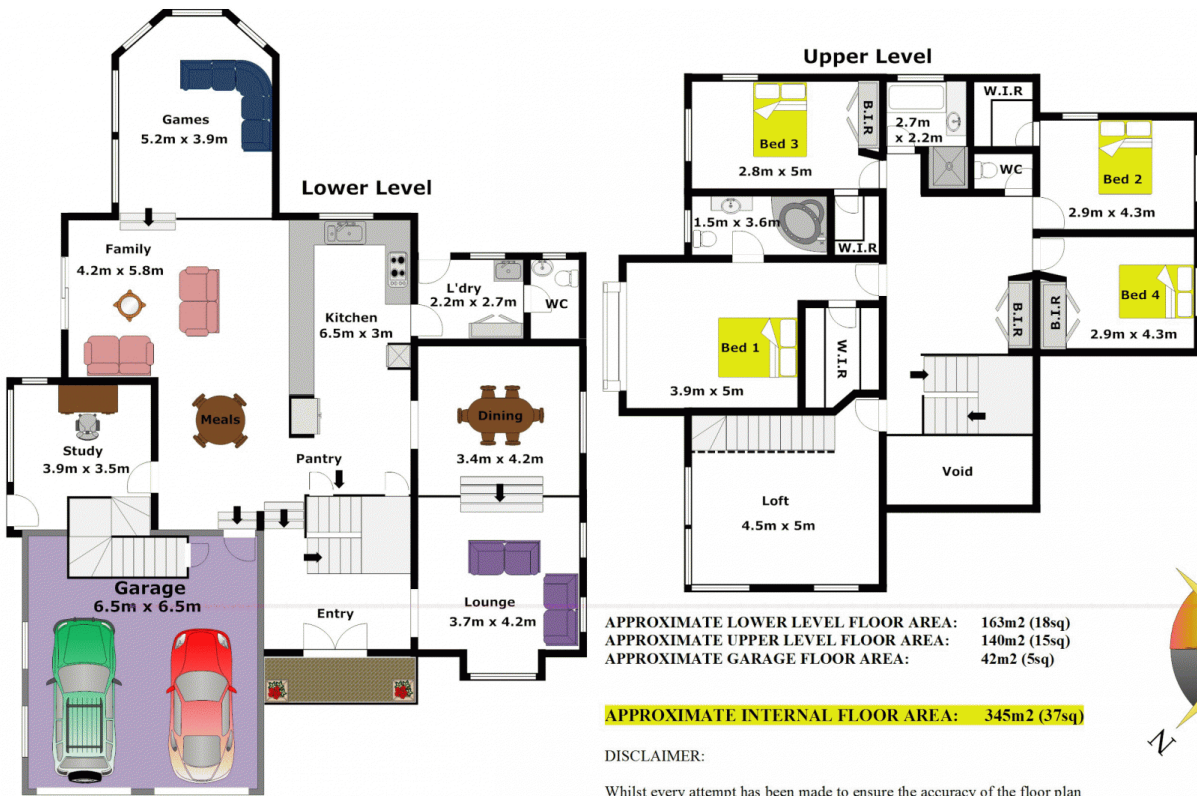 Upper Level
Lower Level
Games
5.2m x 3.9m
Family
4.2m x 5.8m
Kitchen
6.5m x 3m
L'dry
2.2m x 2.7m
WC
Meals
Dining
3.4m x 4.2m
Study
3.9m x 3.5m
Pantry
Garage
6.5m x 6.5m
Entry
Lounge
3.7m x 4.2m
Bed 3
2.8m x 5m
B.I.R
2.7m
x 2.2m
W.I.R
WC
Bed 2
2.9m x 4.3m
1.5m x 3.6m
W.I.R
Bed 1
3.9m x 5m
W.I.R
B.I.R
B.I.R
Bed 4
2.9m x 4.3m
Loft
4.5m x 5m
Void
APPROXIMATE LOWER LEVEL FLOOR AREA: 163m2 (18sq)
APPROXIMATE UPPER LEVEL FLOOR AREA: 140m2 (15sq)
APPROXIMATE GARAGE FLOOR AREA: 42m2 (5sq)
APPROXIMATE INTERNAL FLOOR AREA: 345m2 (37sq)
N
DISCLAIMER:
Whilst every attempt has been made to ensure the accuracy of the floor plan